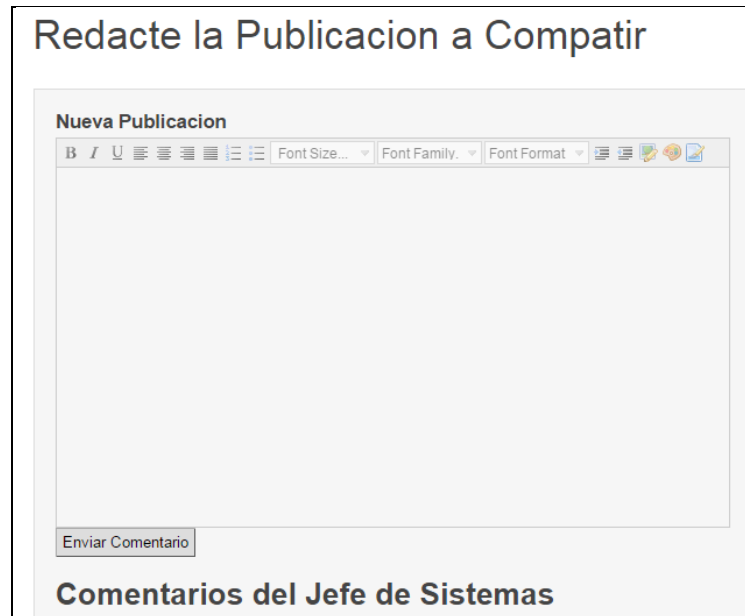 Redacte la Publicacion a Compatir
Nueva Publicacion
B I U Font Size... Font Family. Font Format
Enviar Comentario
Comentarios del Jefe de Sistemas